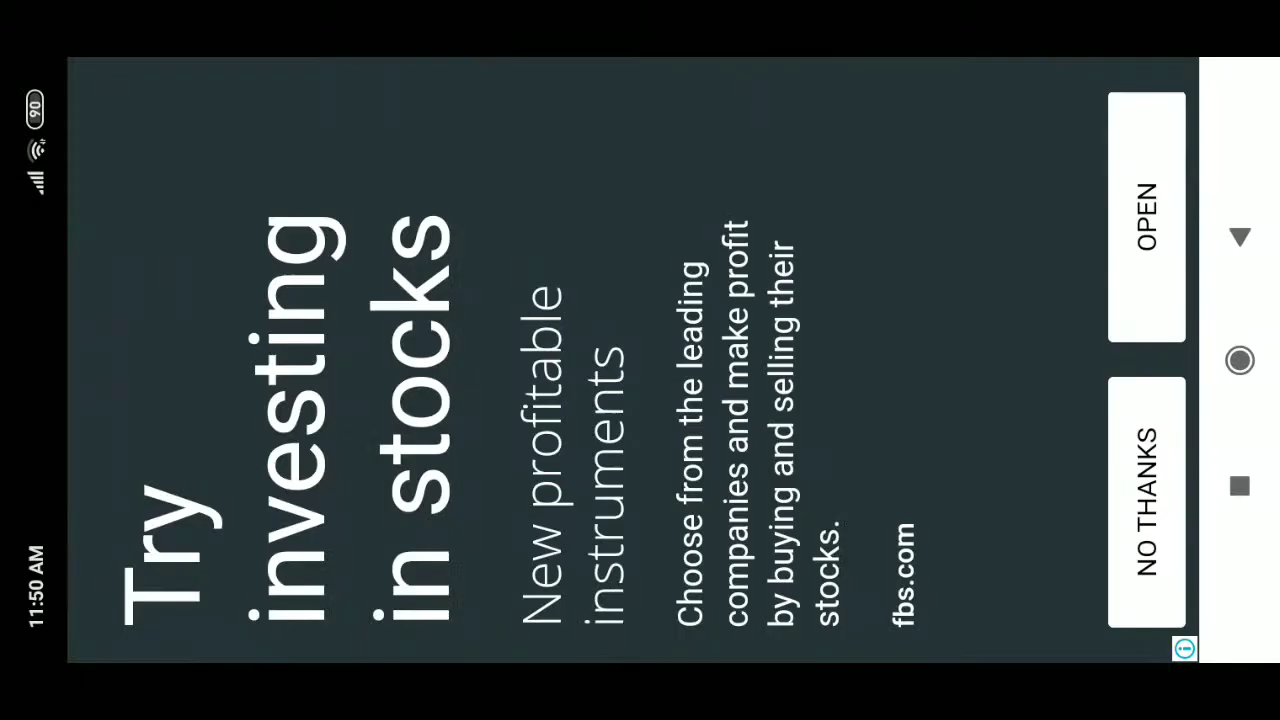 11:50 AM
90
Try
investing
in stocks
New profitable
instruments
Choose from the leading
companies and make profit
by buying and selling their
stocks.
fbs.com
NO THANKS
OPEN